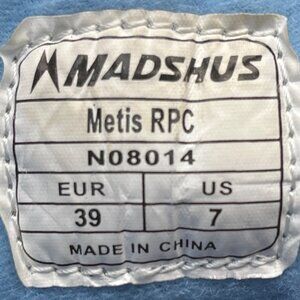 MADSHUS
Metis RPC
N08014
EUR US
39 7
MADE IN CHINA